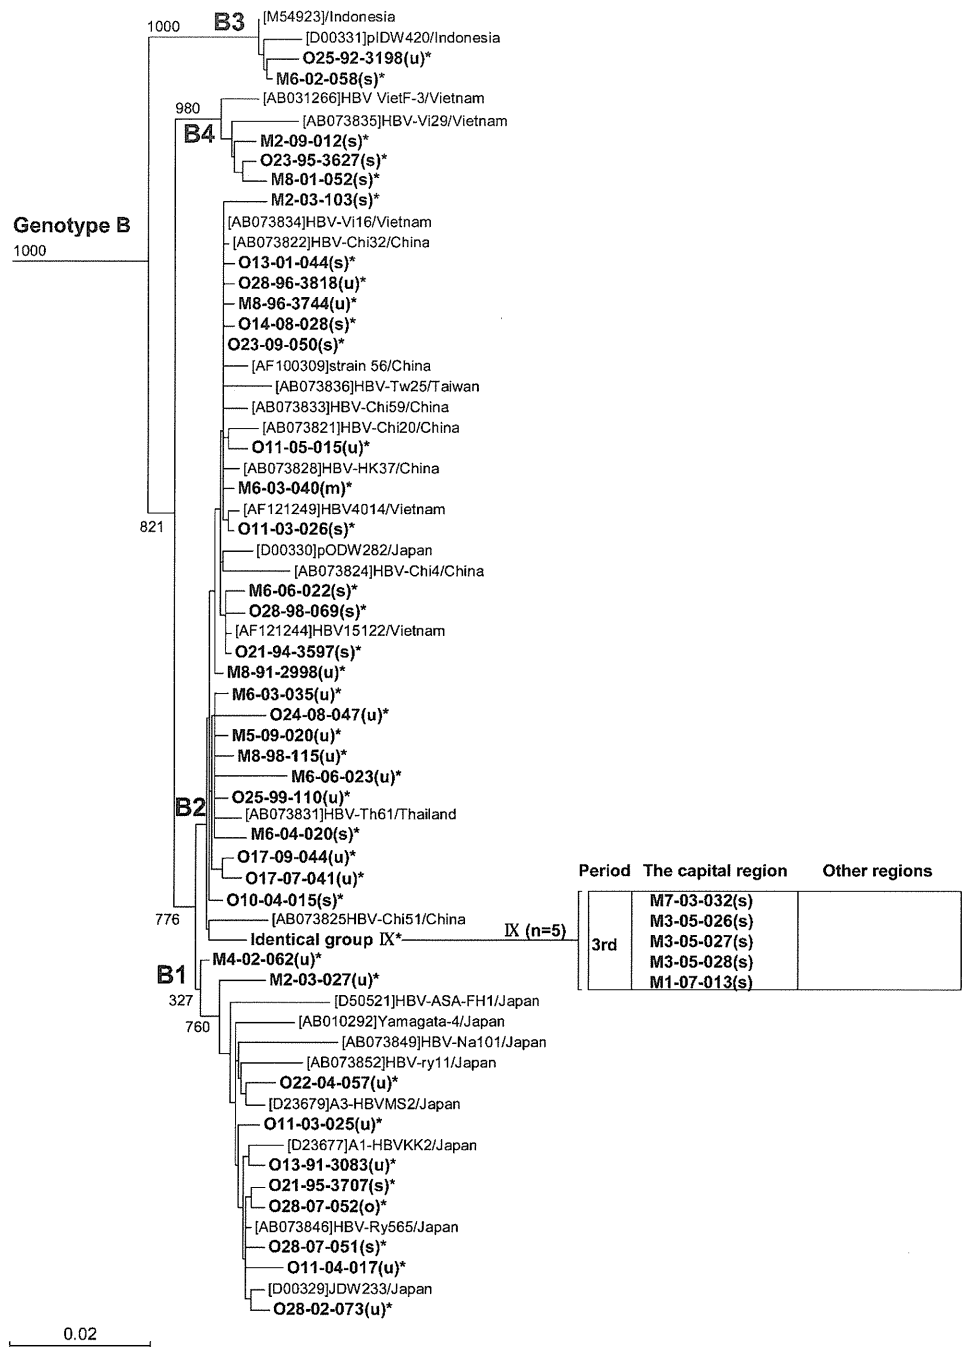 [M54923]/Indonesia
1000
B3
[D00331]pIDW420/Indonesia
O25-92-3198(u)*
M6-02-058(s)*
[AB031266]HBV VietF-3/Vietnam
980
[AB073835]HBV-Vi29/Vietnam
B4
M2-09-012(s)*
O23-95-3627(s)*
M8-01-052(s)*
M2-03-103(s)*
Genotype B
[AB073834]HBV-Vi16/Vietnam
1000
[AB073822]HBV-Chi32/China
O13-01-044(s)*
O28-96-3818(u)*
M8-96-3744(u)*
O14-08-028(s)*
O23-09-050(s)*
[AF100309]strain 56/China
[AB073836]HBV-Tw25/Taiwan
[AB073833]HBV-Chi59/China
[AB073821]HBV-Chi20/China
O11-05-015(u)*
[AB073828]HBV-HK37/China
M6-03-040(m)*
[AF121249]HBV4014/Vietnam
821
O11-03-026(s)*
[D00330]pODW282/Japan
[AB073824]HBV-Chi4/China
M6-06-022(s)*
O28-98-069(s)*
[AF121244]HBV15122/Vietnam
O21-94-3597(s)*
M8-91-2998(u)*
M6-03-035(u)*
O24-08-047(u)*
M5-09-020(u)*
M8-98-115(u)*
M6-06-023(u)*
O25-99-110(u)*
B2
[AB073831]HBV-Th61/Thailand
M6-04-020(s)*
O17-09-044(u)*
O17-07-041(u)*
Period The capital region Other regions
O10-04-015(s)*
776
[AB073825HBV-Chi51/China
Identical group IX*
IX (n=5)
3rd
M7-03-032(s)
M3-05-026(s)
M3-05-027(s)
M3-05-028(s)
M1-07-013(s)
M4-02-062(u)*
B1
M2-03-027(u)*
327
[D50521]HBV-ASA-FH1/Japan
760
[AB010292]Yamagata-4/Japan
[AB073849]HBV-Na101/Japan
[AB073852]HBV-ry11/Japan
O22-04-057(u)*
[D23679]A3-HBVMS2/Japan
O11-03-025(u)*
[D23677]A1-HBVKK2/Japan
O13-91-3083(u)*
O21-95-3707(s)*
O28-07-052(o)*
[AB073846]HBV-Ry565/Japan
O28-07-051(s)*
O11-04-017(u)*
[D00329]JDW233/Japan
O28-02-073(u)*
0.02